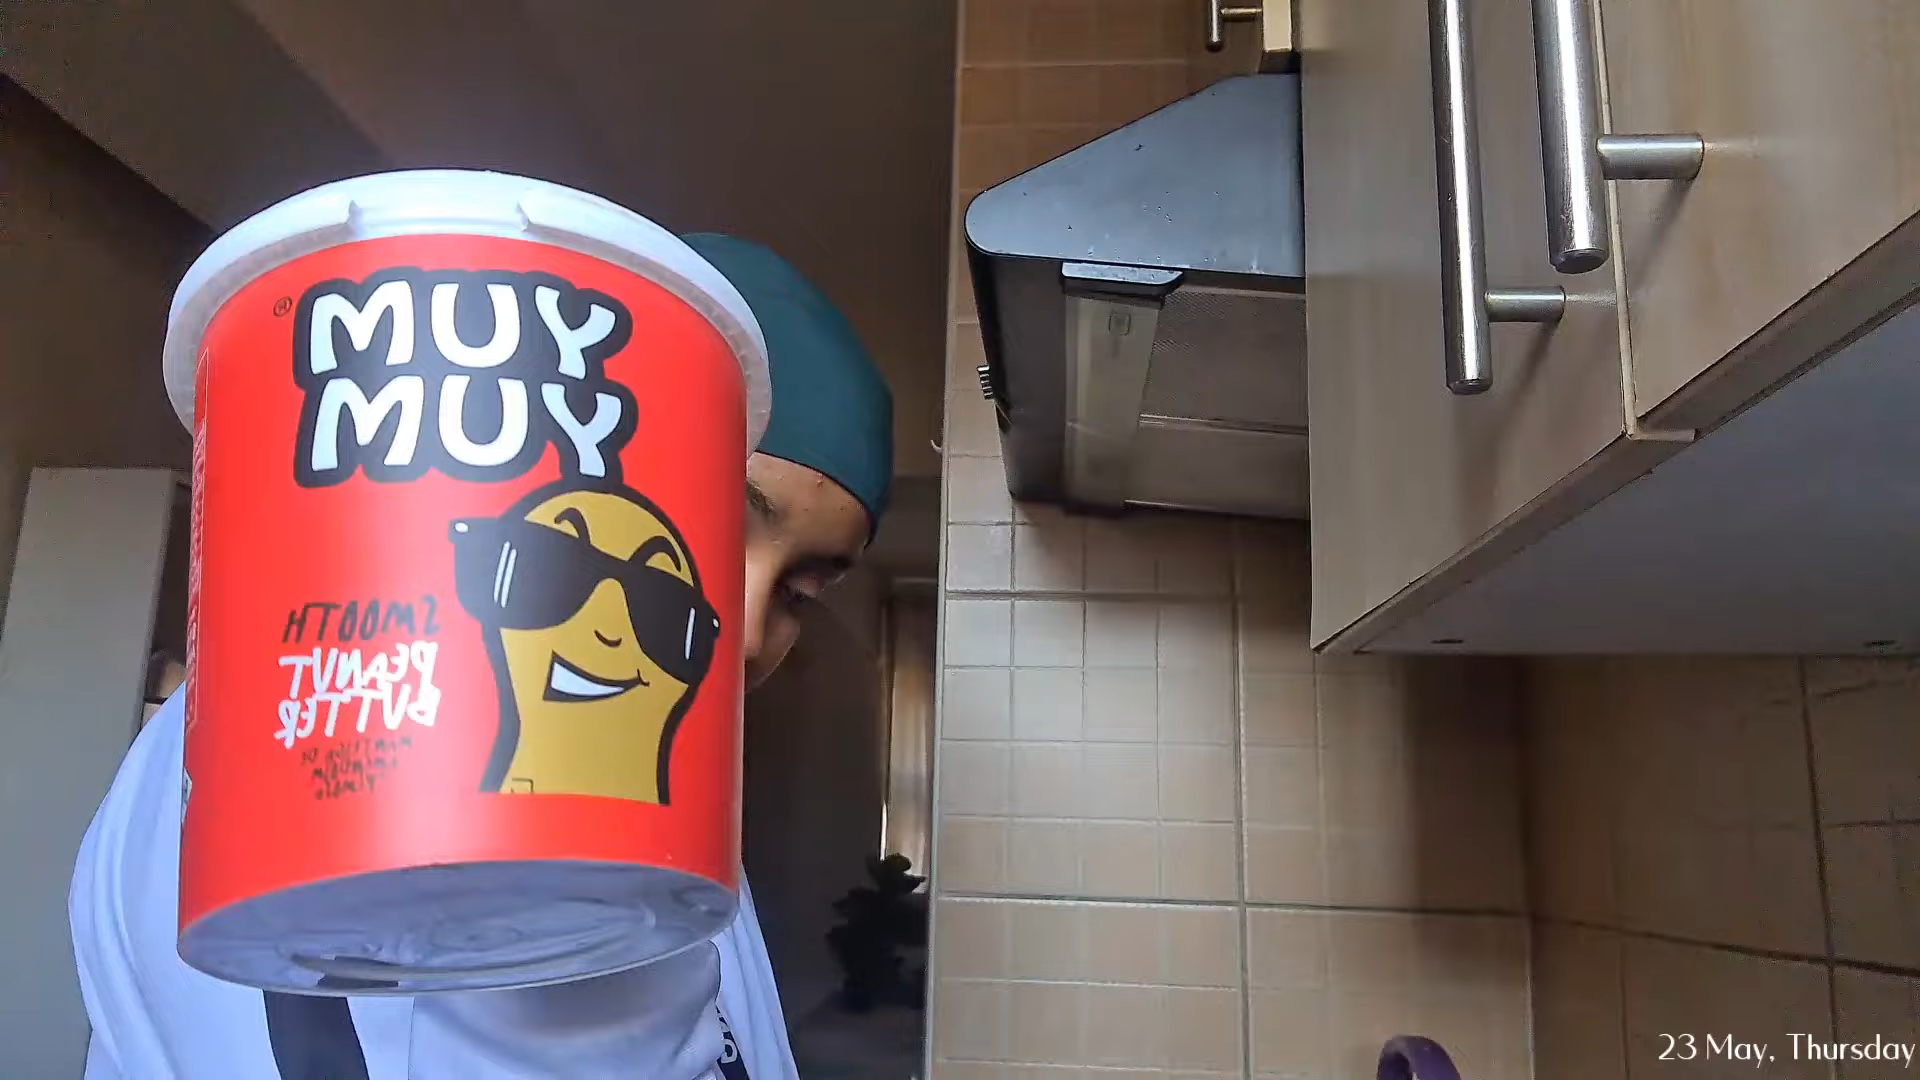 MUY
MUY
®
SMOOTH
PEANUT
BUTTER
23 May, Thursday